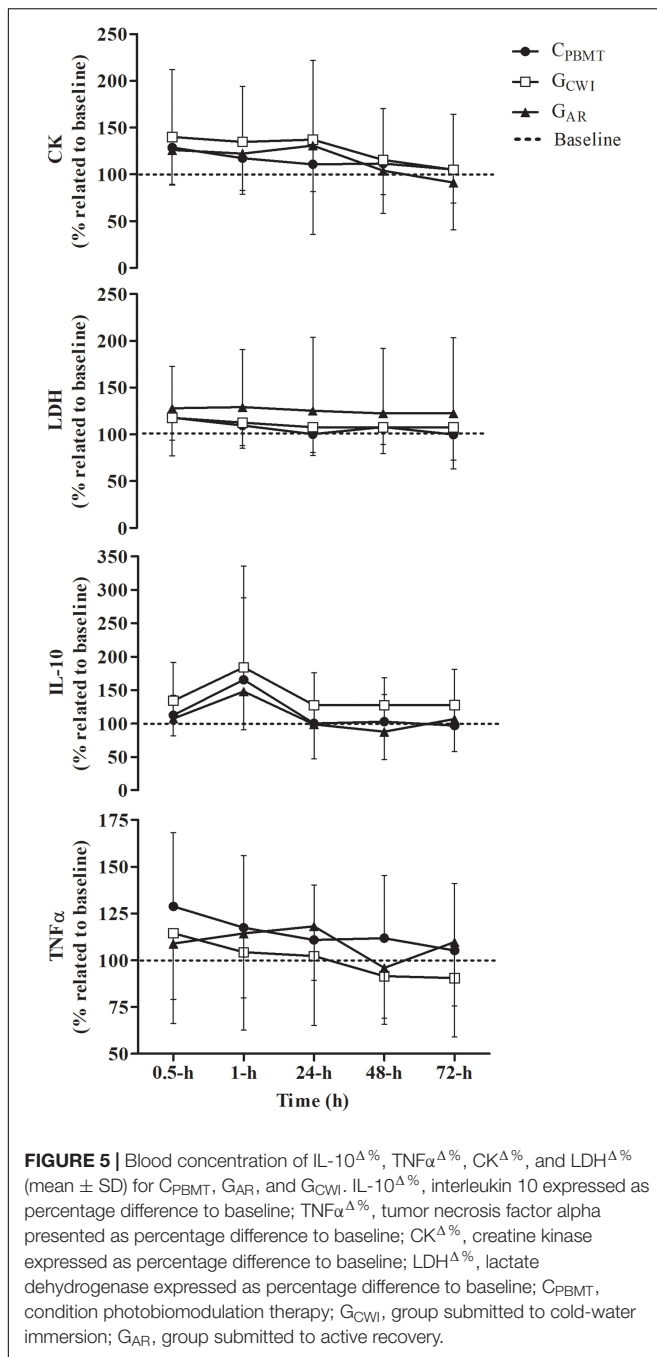 C_PBMT
G_CWI
G_AR
Baseline
CK
(% related to baseline)
250
200
150
100
50
0
LDH
(% related to baseline)
250
200
150
100
50
0
IL-10
(% related to baseline)
350
300
250
200
150
100
50
0
TNFα
(% related to baseline)
175
150
125
100
75
50
0.5-h 1-h 24-h 48-h 72-h
Time (h)
FIGURE 5 | Blood concentration of IL-10^Δ%, TNFα^Δ%, CK^Δ%, and LDH^Δ%
(mean ± SD) for C_PBMT, G_AR, and G_CWI. IL-10^Δ%, interleukin 10 expressed as
percentage difference to baseline; TNFα^Δ%, tumor necrosis factor alpha
presented as percentage difference to baseline; CK^Δ%, creatine kinase
expressed as percentage difference to baseline; LDH^Δ%, lactate
dehydrogenase expressed as percentage difference to baseline; C_PBMT,
condition photobiomodulation therapy; G_CWI, group submitted to cold-water
immersion; G_AR, group submitted to active recovery.